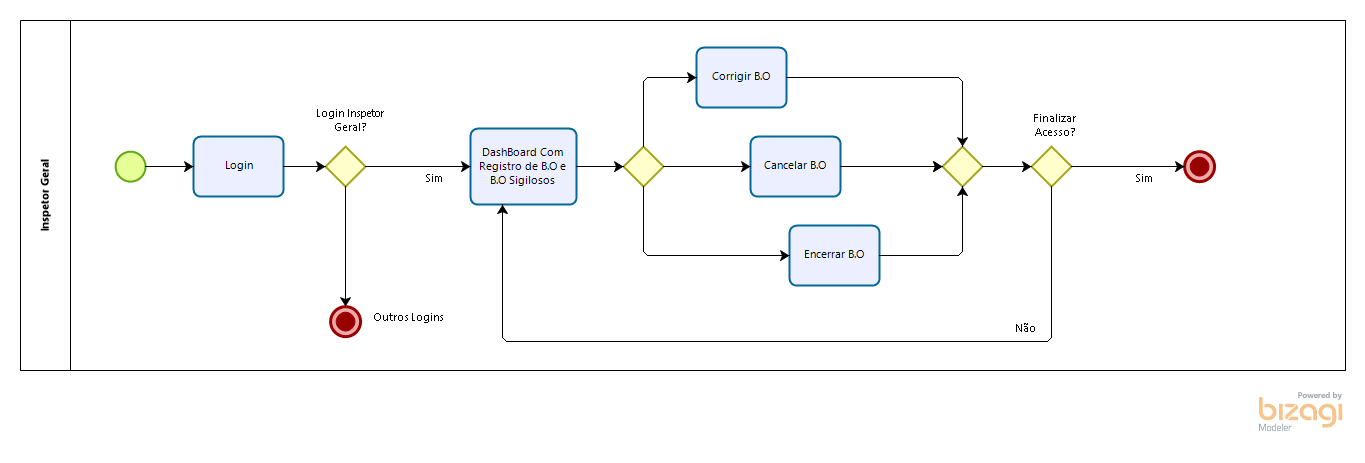 Inspetor Geral
Login
Login Inspetor
Geral?
Sim
Outros Logins
DashBoard Com
Registro de B.O e
B.O Sigilosos
Corrigir B.O
Cancelar B.O
Encerrar B.O
Finalizar
Acesso?
Sim
Não
Powered by
bizagi
Modeler